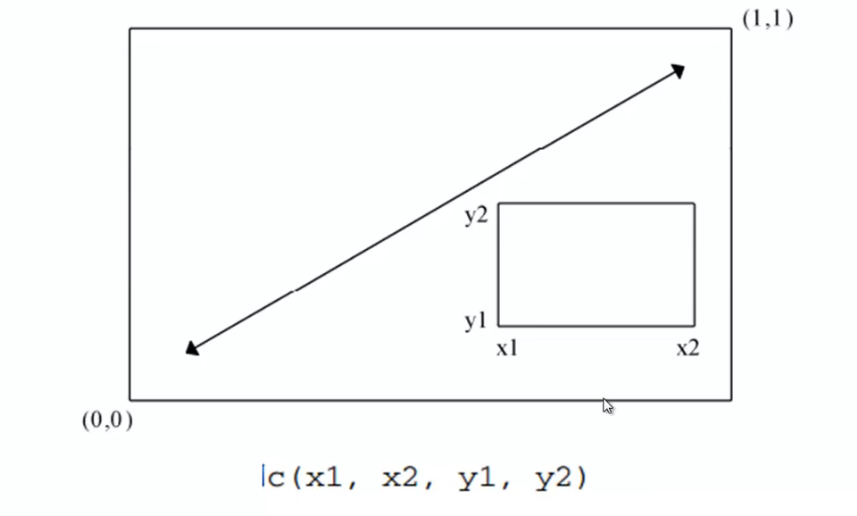 (1,1)
y2
y1
x1 x2
(0,0)
c(x1, x2, y1, y2)